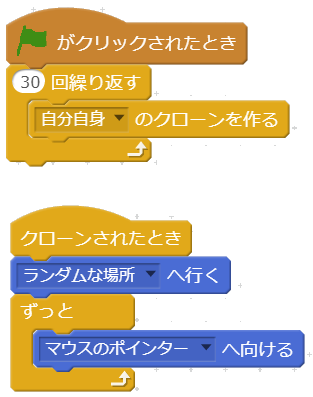 がクリックされたとき
30 回繰り返す
自分自身 のクローンを作る
クローンされたとき
ランダムな場所 へ行く
ずっと
マウスのポインター へ向ける